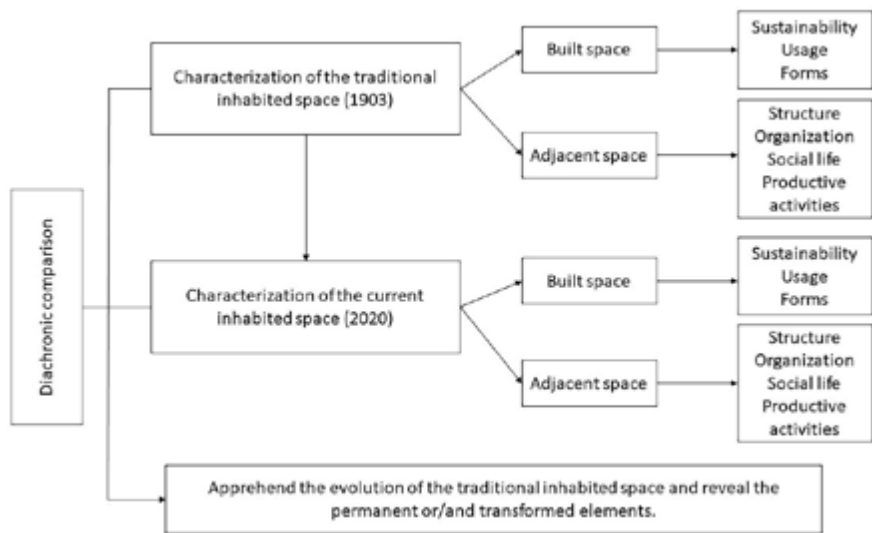 Diachronic comparison
Characterization of the traditional
inhabited space (1903)
Built space
Sustainability
Usage
Forms
Adjacent space
Structure
Organization
Social life
Productive
activities
Characterization of the current
inhabited space (2020)
Built space
Sustainability
Usage
Forms
Adjacent space
Structure
Organization
Social life
Productive
activities
Apprehend the evolution of the traditional inhabited space and reveal the
permanent or/and transformed elements.